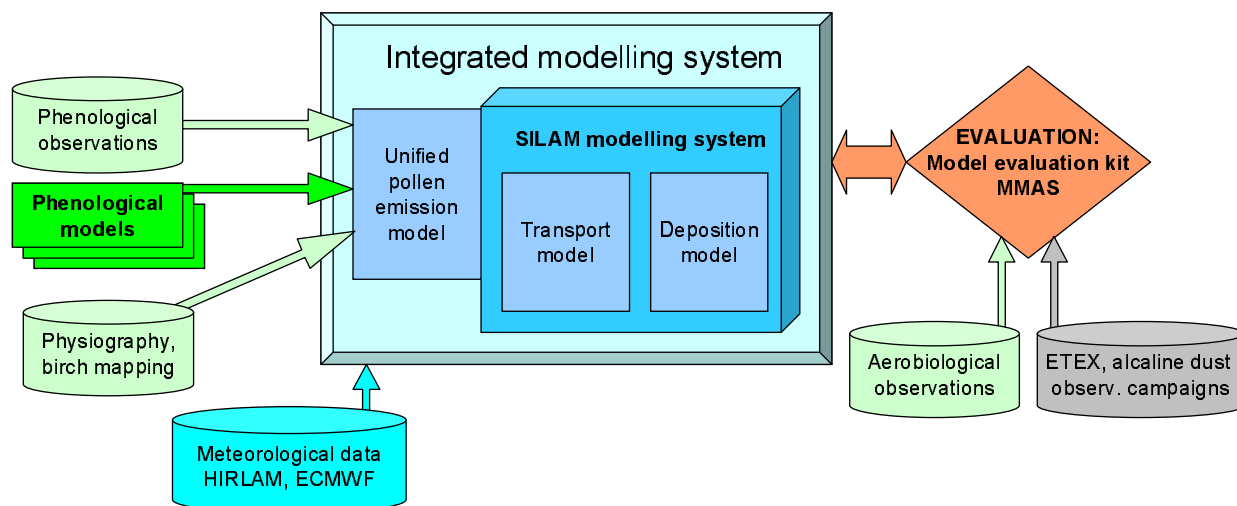 Integrated modelling system
Phenological
observations
Phenological
models
Physiography,
birch mapping
Meteorological data
HIRLAM, ECMWF
Unified
pollen
emission
model
SILAM modelling system
Transport
model
Deposition
model
EVALUATION:
Model evaluation kit
MMAS
Aerobiological
observations
ETEX, alcaline dust
observ. campaigns